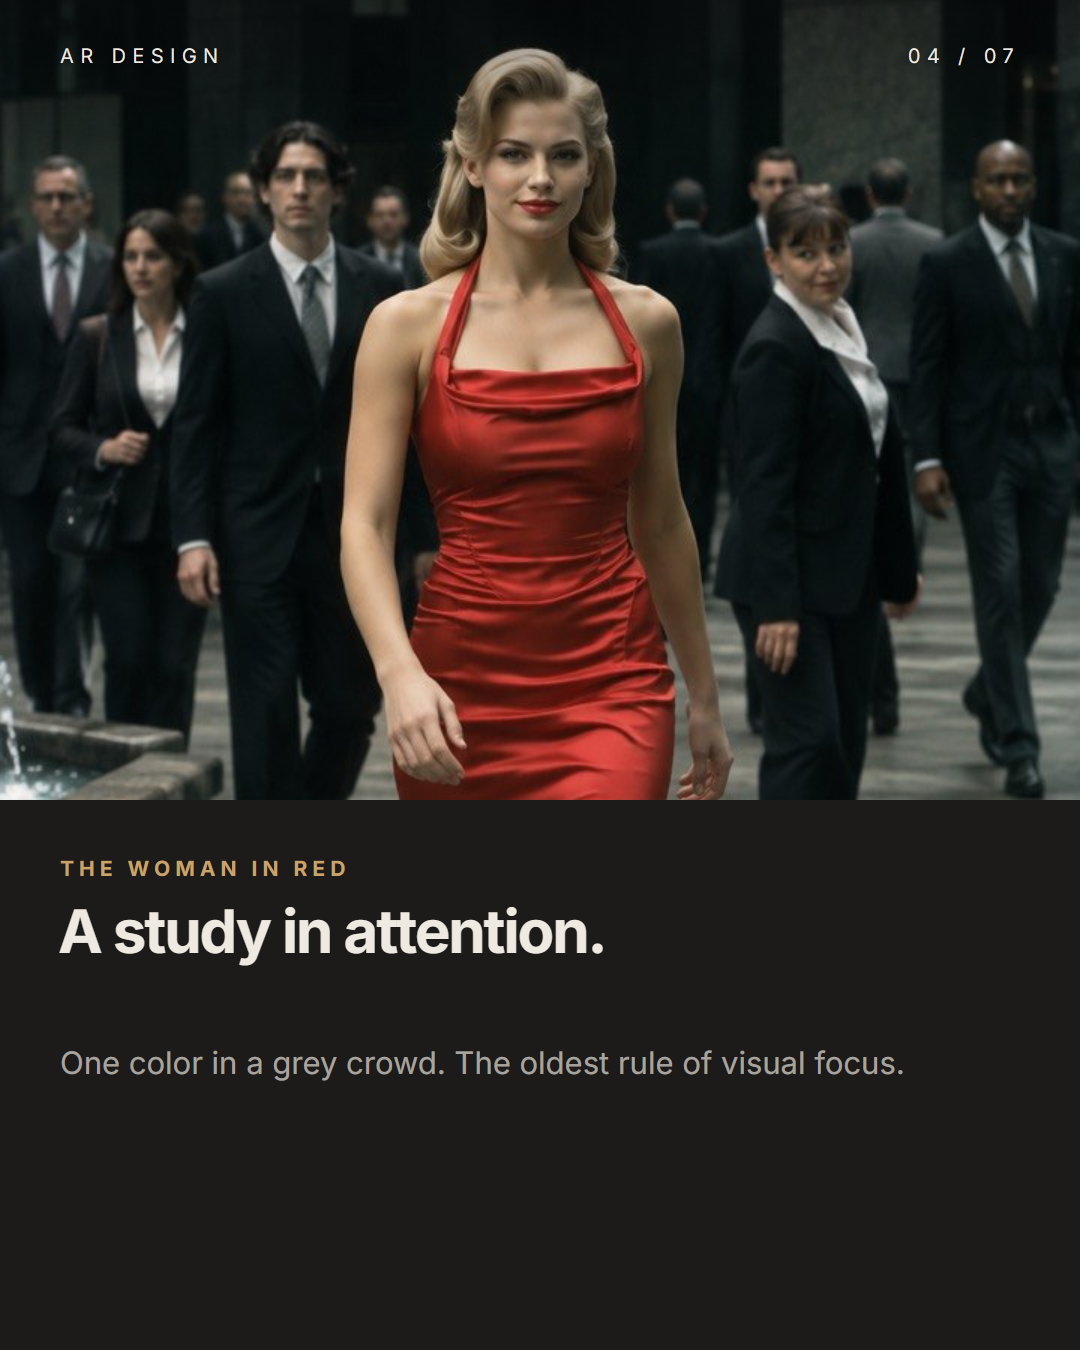 AR DESIGN
04 / 07
THE WOMAN IN RED
A study in attention.
One color in a grey crowd. The oldest rule of visual focus.